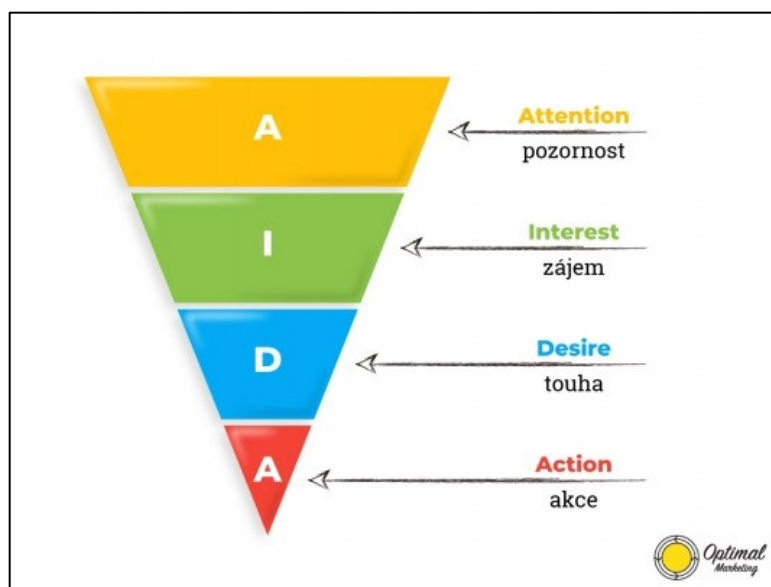 A
Attention
pozornost
I
Interest
zájem
D
Desire
touha
A
Action
akce
Optimal
Marketing